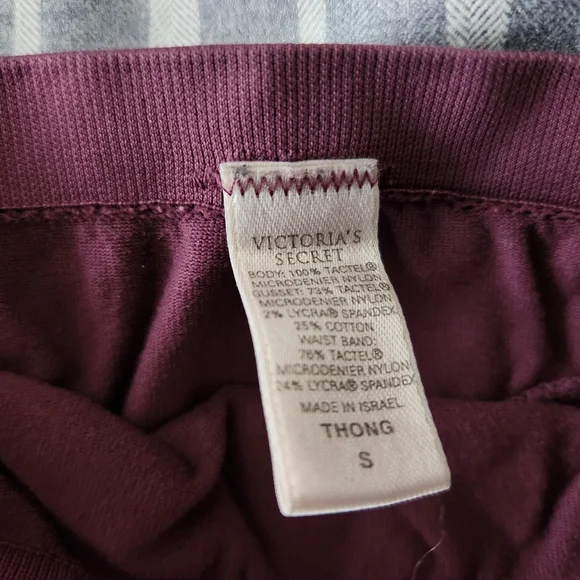 VICTORIA'S
SECRET
BODY: 100% TACTEL®
MICRODENIER NYLON
GUSSET: 73% TACTEL®
MICRODENIER NYLON
2% LYCRA® SPANDEX
25% COTTON
WAIST BAND:
76% TACTEL®
MICRODENIER NYLON
24% LYCRA® SPANDEX
MADE IN ISRAEL
THONG
S